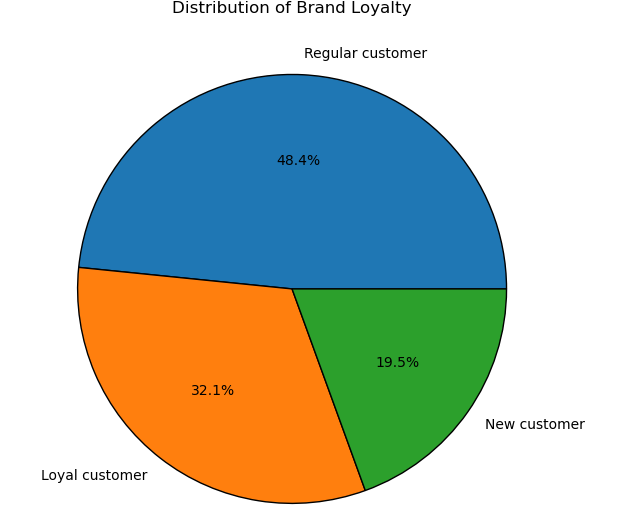 Distribution of Brand Loyalty
Regular customer
48.4%
19.5%
32.1%
New customer
Loyal customer